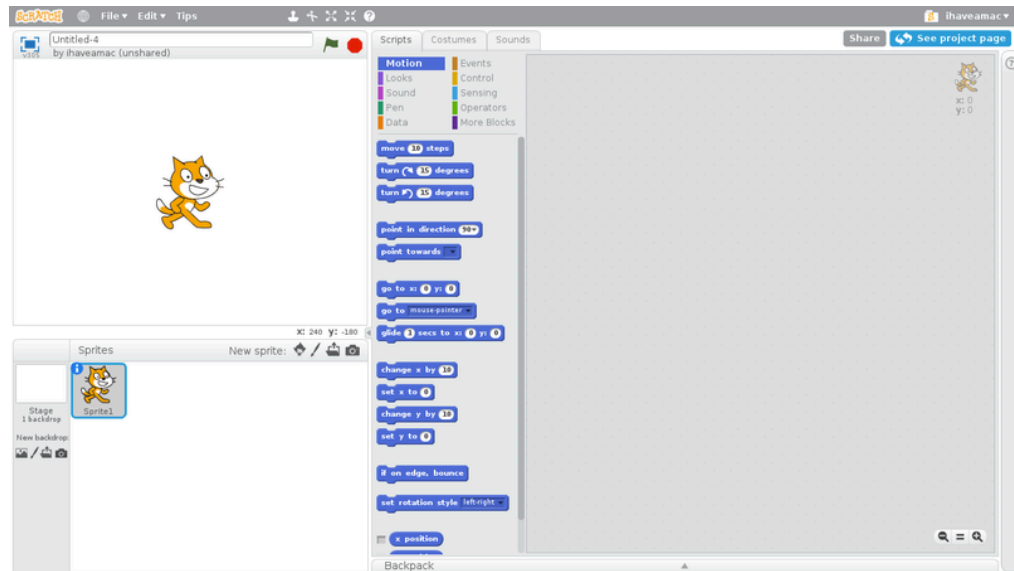 SCRATCH File Edit Tips ihaveamac
Untitled-4
by ihaveamac (unshared)
v306
Scripts Costumes Sounds
Share See project page
Motion Events
Looks Control
Sound Sensing
Pen Operators
Data More Blocks
x: 0
y: 0
move 10 steps
turn 15 degrees
turn 15 degrees
point in direction 90
point towards
go to x: 0 y: 0
go to mouse-pointer
glide 1 secs to x: 0 y: 0
change x by 10
set x to 0
change y by 10
set y to 0
if on edge, bounce
set rotation style left-right
x position
X: 240 y: -180
Sprites New sprite:
Sprite1
Stage
1 backdrop
New backdrop:
Backpack